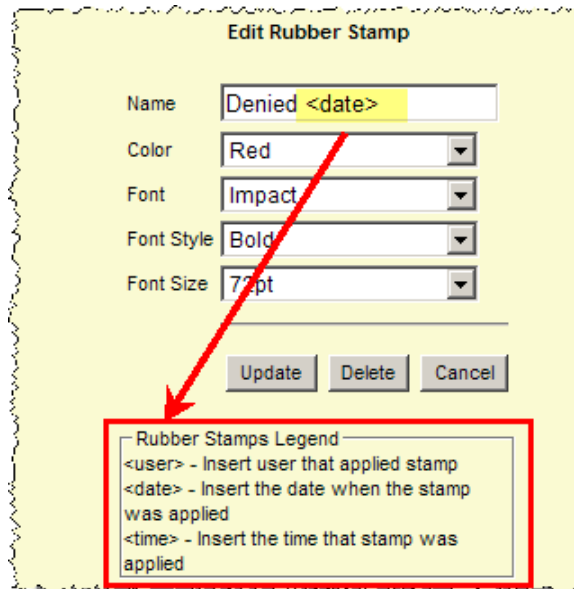 Edit Rubber Stamp
Name Denied <date>
Color Red
Font Impact
Font Style Bold
Font Size 72pt
Update Delete Cancel
Rubber Stamps Legend
<user> - Insert user that applied stamp
<date> - Insert the date when the stamp
was applied
<time> - Insert the time that stamp was
applied